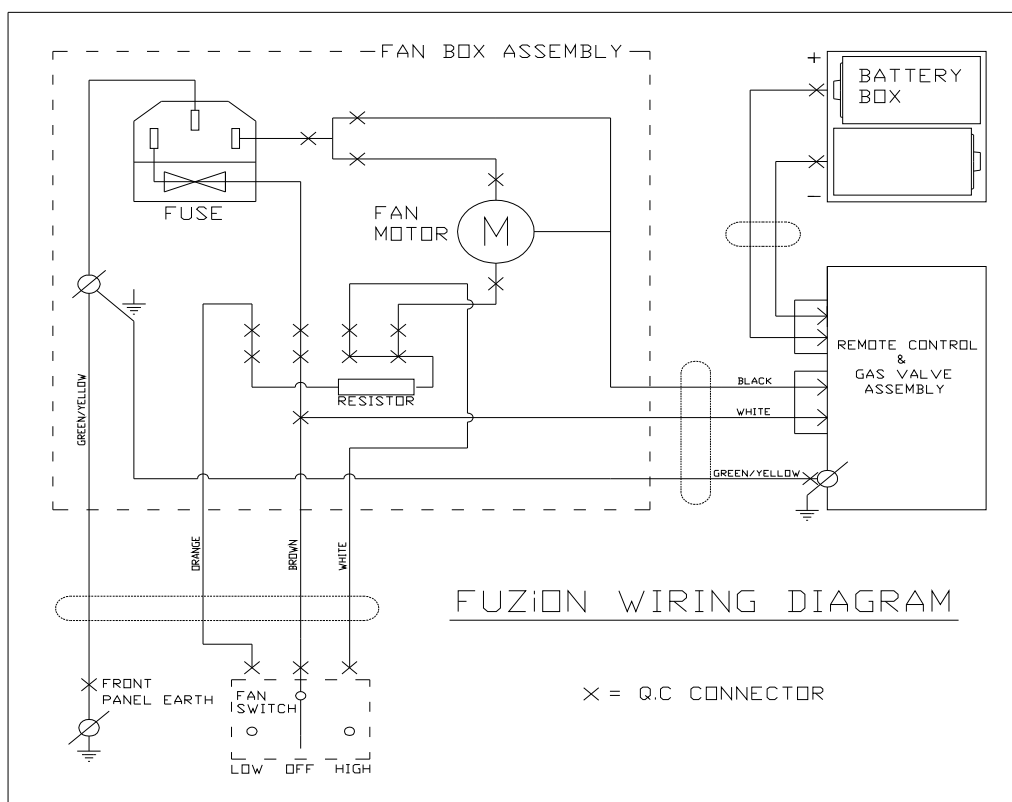 FAN BOX ASSEMBLY
+
BATTERY
BOX
FUSE
FAN
MOTOR
M
−
REMOTE CONTROL
&
GAS VALVE
ASSEMBLY
RESISTOR
BLACK
WHITE
GREEN/YELLOW
GREEN/YELLOW
ORANGE
BROWN
WHITE
FUZiON WIRING DIAGRAM
FRONT
PANEL EARTH
FAN
SWITCH
LOW OFF HIGH
X = Q.C CONNECTOR